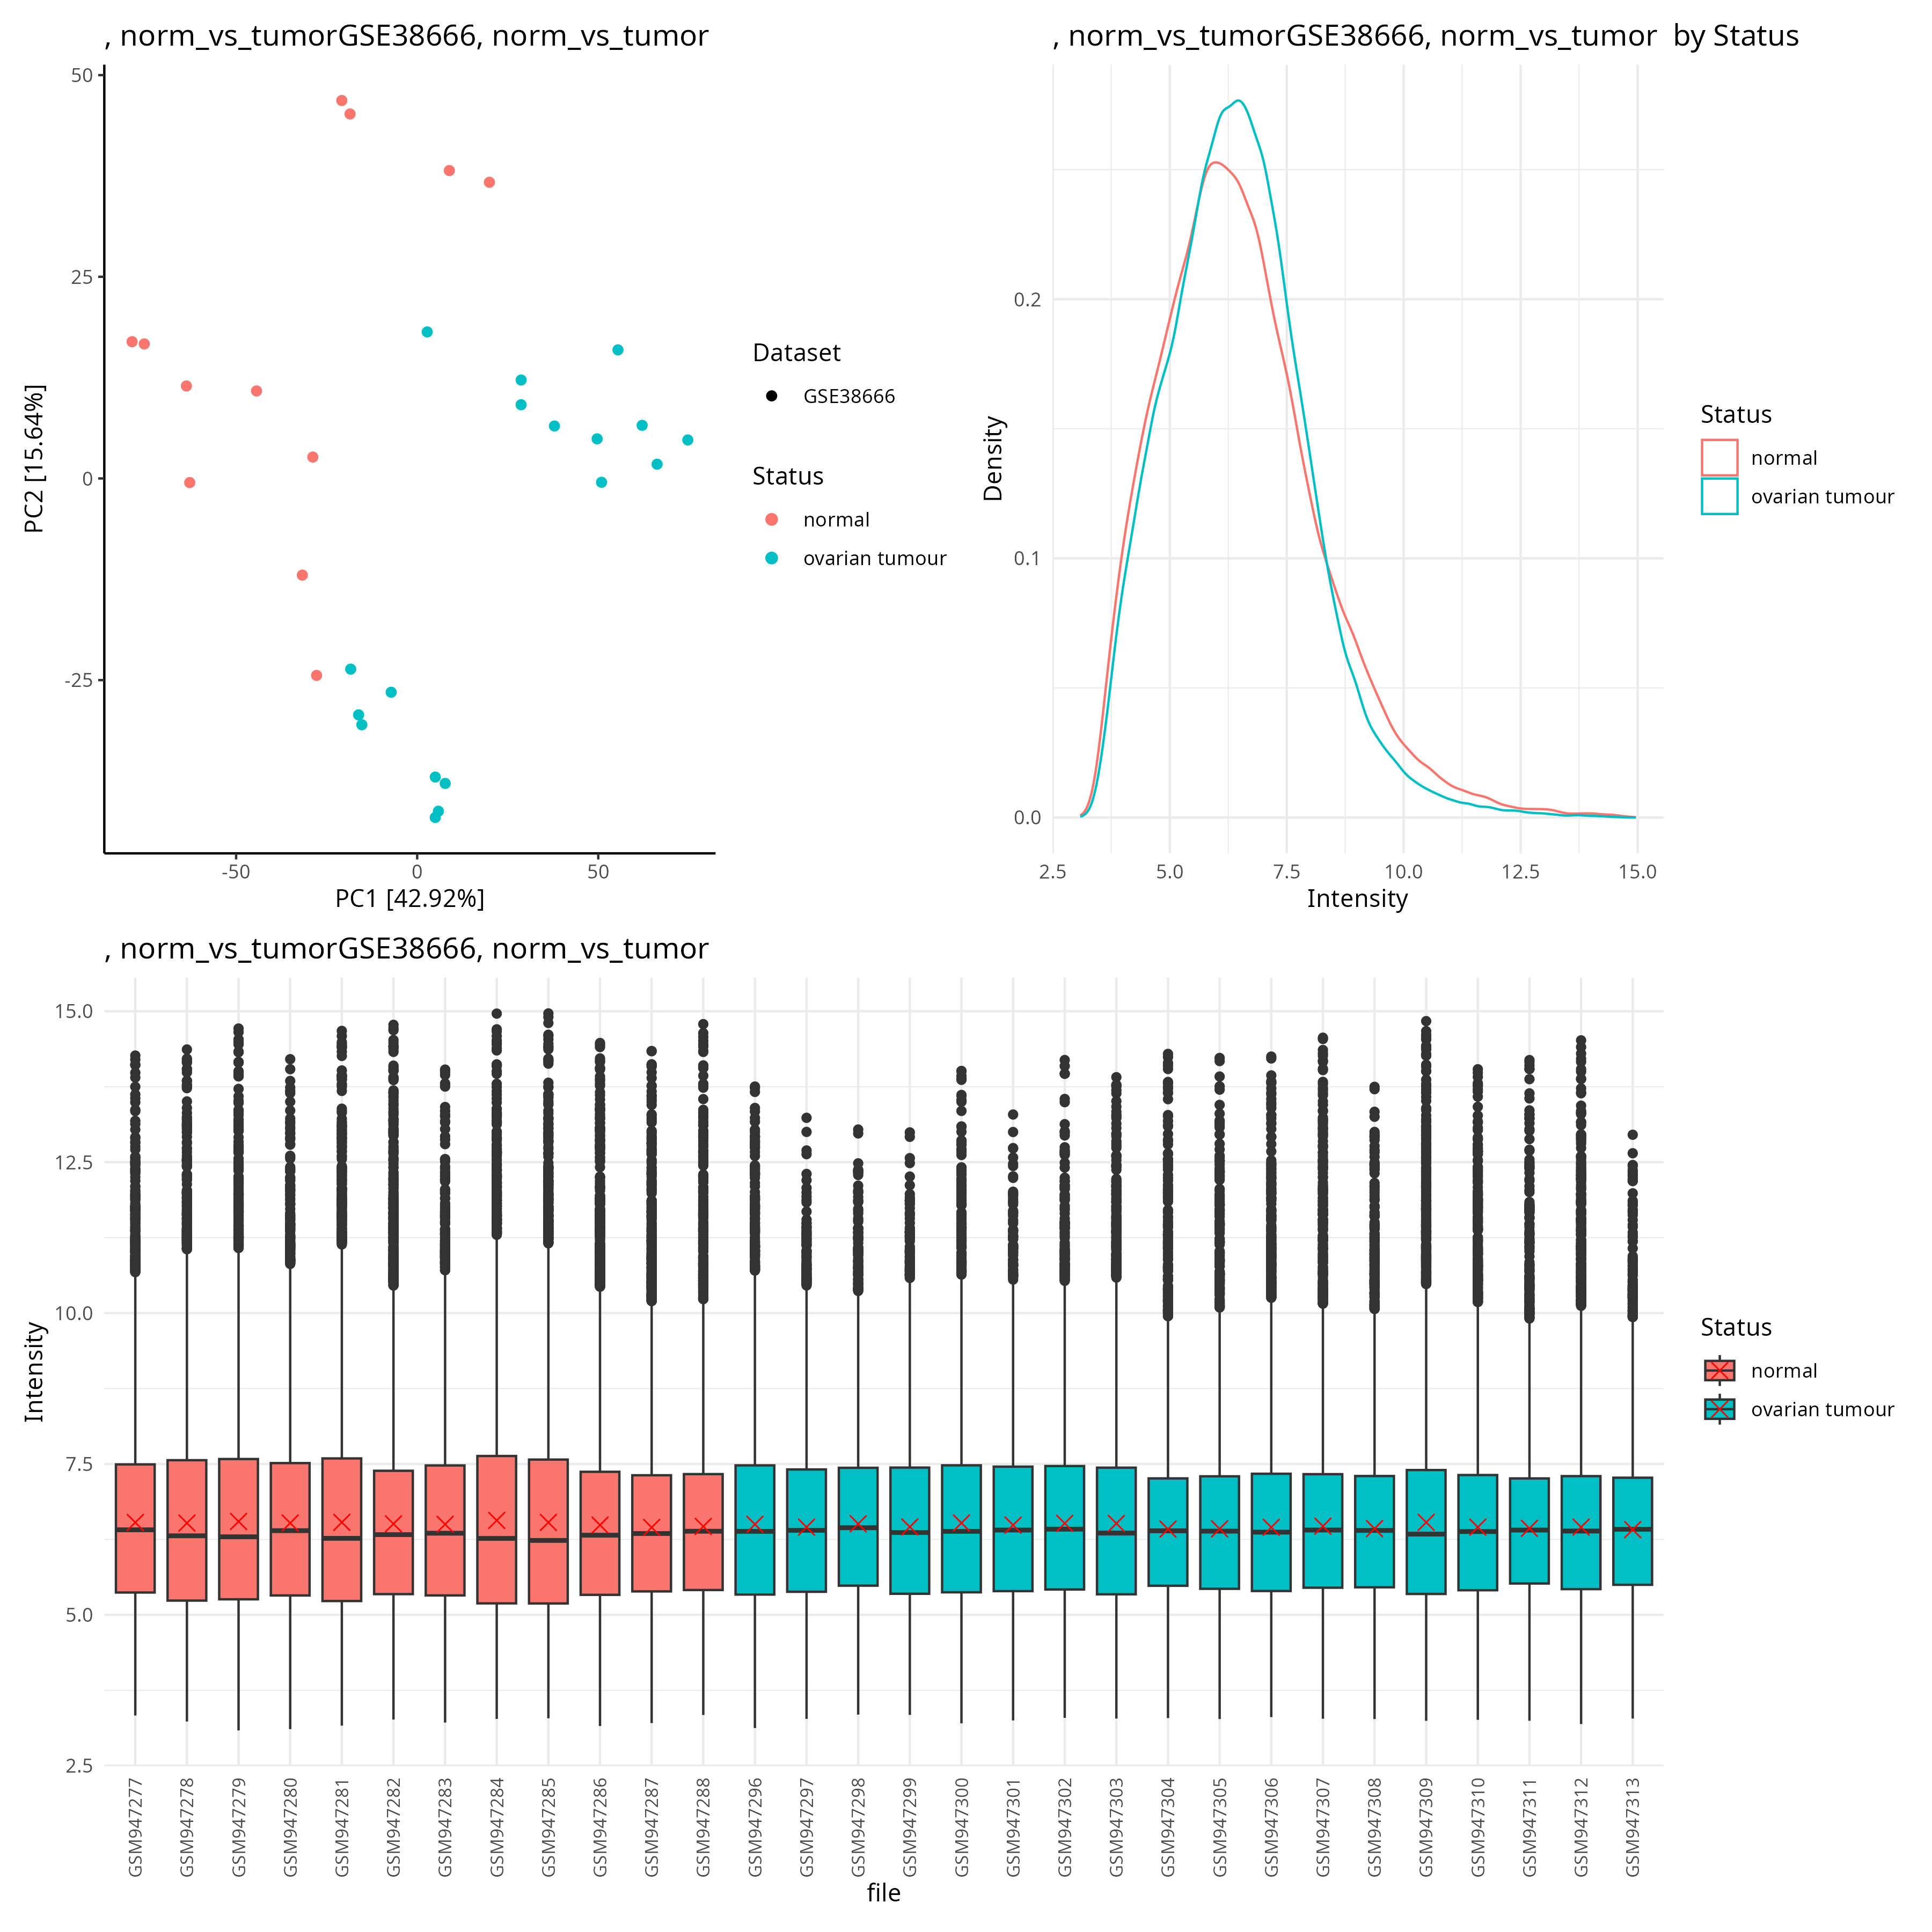 , norm_vs_tumorGSE38666, norm_vs_tumor
50
25
0
-25
PC2 [15.64%]
-50
0
50
PC1 [42.92%]
Dataset
GSE38666
Status
normal
ovarian tumour
, norm_vs_tumorGSE38666, norm_vs_tumor  by Status
0.2
0.1
0.0
Density
2.5
5.0
7.5
10.0
12.5
15.0
Intensity
Status
normal
ovarian tumour
, norm_vs_tumorGSE38666, norm_vs_tumor
15.0
12.5
10.0
7.5
5.0
2.5
Intensity
GSM947277
GSM947278
GSM947279
GSM947280
GSM947281
GSM947282
GSM947283
GSM947284
GSM947285
GSM947286
GSM947287
GSM947288
GSM947296
GSM947297
GSM947298
GSM947299
GSM947300
GSM947301
GSM947302
GSM947303
GSM947304
GSM947305
GSM947306
GSM947307
GSM947308
GSM947309
GSM947310
GSM947311
GSM947312
GSM947313
file
Status
normal
ovarian tumour